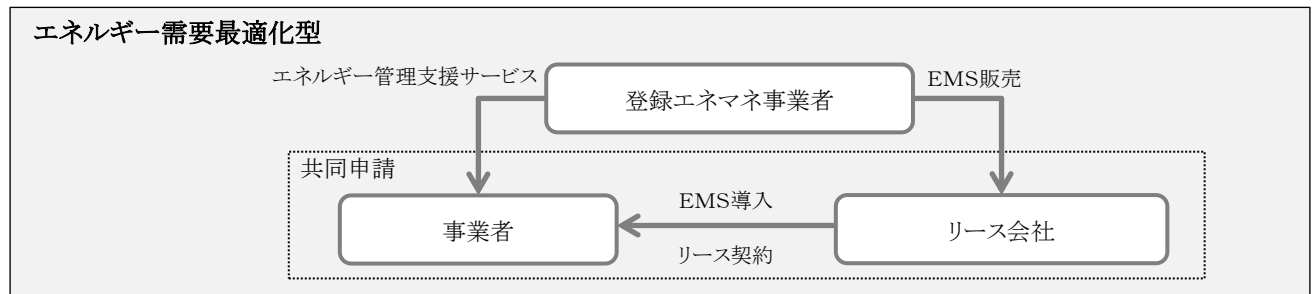 エネルギー需要最適化型
エネルギー管理支援サービス
登録エネマネ事業者
EMS販売
共同申請
事業者
EMS導入
リース契約
リース会社